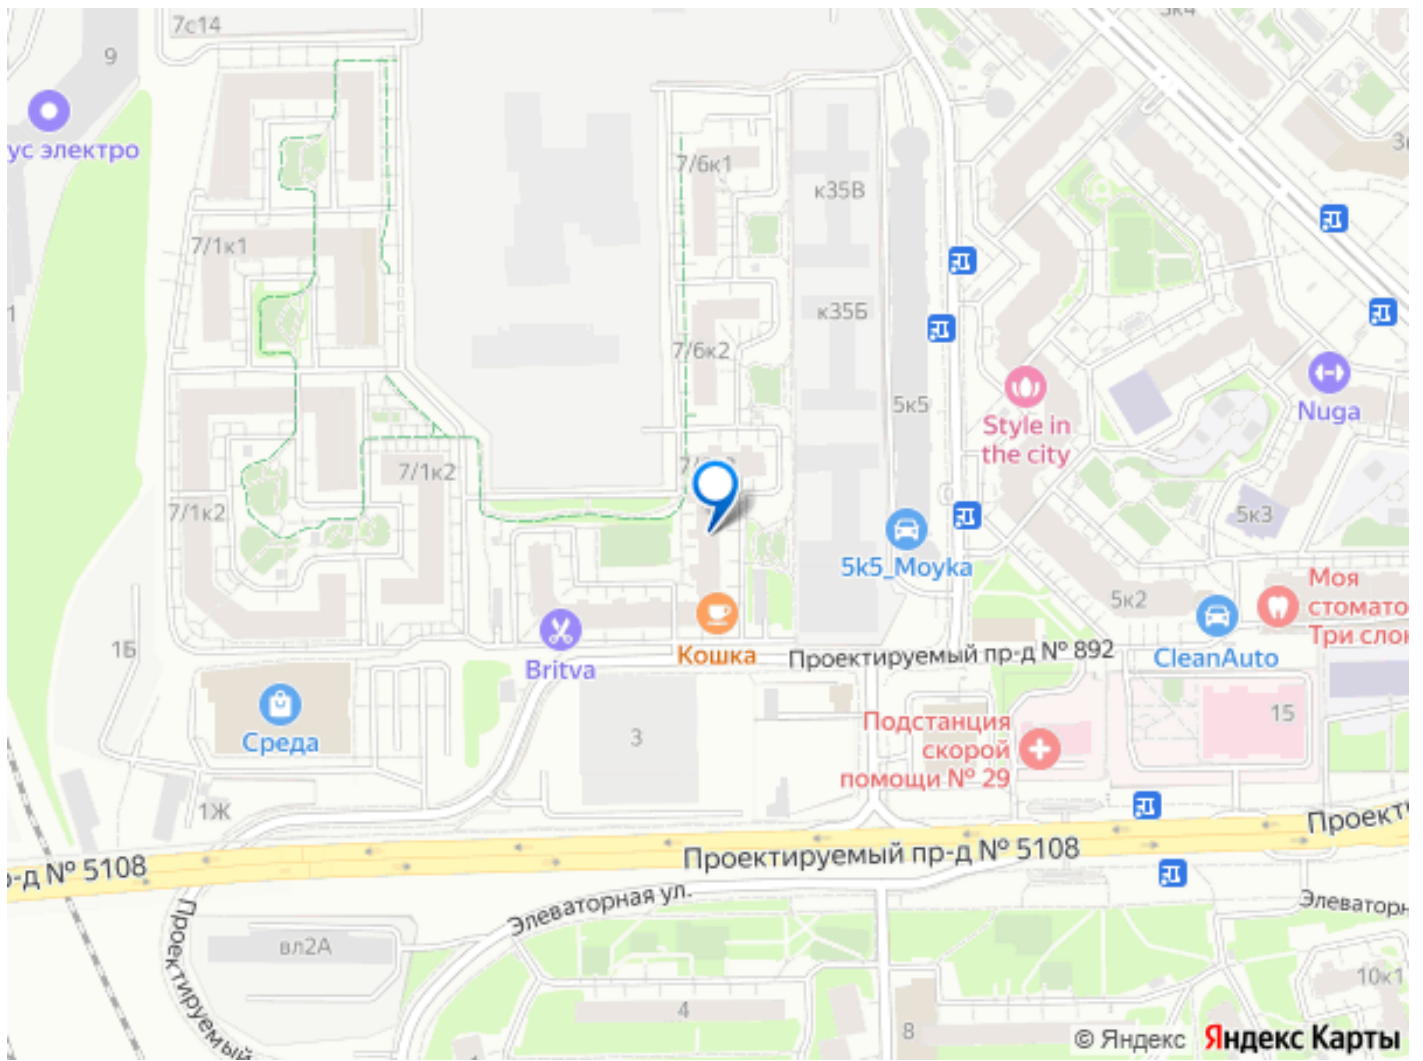 7с14
9
ус электро
7/1к1
7/6к1
к35В
7/6к2
к35Б
5к5
Style in
the city
Nuga
7/1к2
7/1к2
5к3
5k5_Moyka
5к2
Моя
стомато
Три слон
CleanAuto
1Б
Britva
Кошка
Проектируемый пр-д № 892
Среда
3
Подстанция
скорой
помощи № 29
15
1Ж
Проект
-д № 5108
Проектируемый пр-д № 5108
Элеваторная ул.
Элеваторн
Проектируемый
вл2А
4
8
10к1
© Яндекс Яндекс Карты